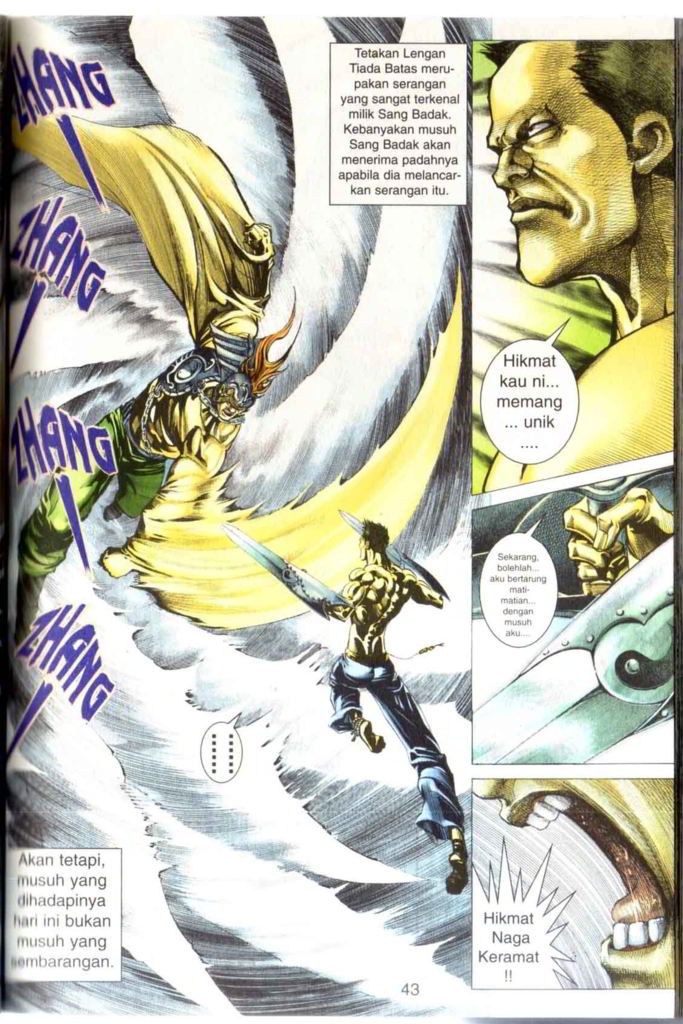 ZHANG
!
ZHANG
!
ZHANG
!
ZHANG
!
Tetakan Lengan
Tiada Batas meru-
pakan serangan
yang sangat terkenal
milik Sang Badak.
Kebanyakan musuh
Sang Badak akan
menerima padahnya
apabila dia melancar-
kan serangan itu.
Hikmat
kau ni...
memang
... unik
....
Sekarang,
bolehlah...
aku bertarung
mati-
matian...
dengan
musuh
aku....
!!
Akan tetapi,
musuh yang
dihadapinya
hari ini bukan
musuh yang
sembarangan.
Hikmat
Naga
Keramat
!!
43